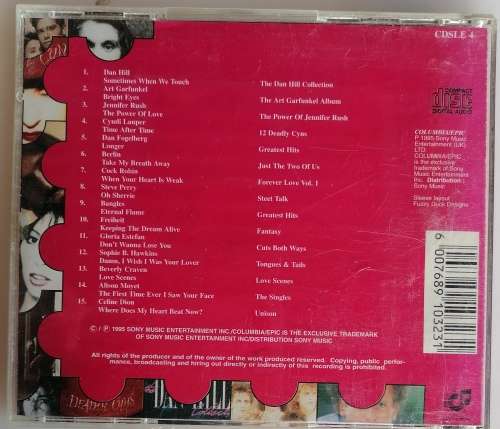 CDSLE 4
1. Dan Hill
Sometimes When We Touch The Dan Hill Collection
2. Art Garfunkel
Bright Eyes The Art Garfunkel Album
3. Jennifer Rush
The Power Of Love The Power Of Jennifer Rush
4. Cyndi Lauper
Time After Time 12 Deadly Cyns
5. Dan Fogelberg
Longer Greatest Hits
6. Berlin
Take My Breath Away Just The Two Of Us
7. Cock Robin
When Your Heart Is Weak Forever Love Vol. 1
8. Steve Perry
Oh Sherrie Steet Talk
9. Bangles
Eternal Flame Greatest Hits
10. Freiheit
Keeping The Dream Alive Fantasy
11. Gloria Estefan
Don't Wanna Lose You Cuts Both Ways
12. Sophie B. Hawkins
Damn, I Wish I Was Your Lover Tongues & Tails
13. Beverly Craven
Love Scenes Love Scenes
14. Alison Moyet
The First Time Ever I Saw Your Face The Singles
15. Celine Dion
Where Does My Heart Beat Now? Unison
COMPACT
disc
DIGITAL AUDIO
COLUMBIA/EPIC
P 1995 Sony Music
Entertainment (UK)
LTD
COLUMBIA/EPIC
is the exclusive
trademark of Sony
Music Entertainment
Inc. Distribution :
Sony Music
Sleeve layout
Fuzzy Duck Designs
6 007689 103231
© / ℗ 1995 SONY MUSIC ENTERTAINMENT INC/COLUMBIA/EPIC IS THE EXCLUSIVE TRADEMARK
OF SONY MUSIC ENTERTAINMENT INC/DISTRIBUTION SONY MUSIC
All rights of the producer and of the owner of the work produced reserved. Copying, public perfor-
mance, broadcasting and hiring out directly or indirectly of this recording is prohibited.
DEADLY CYNS
DAN HILL